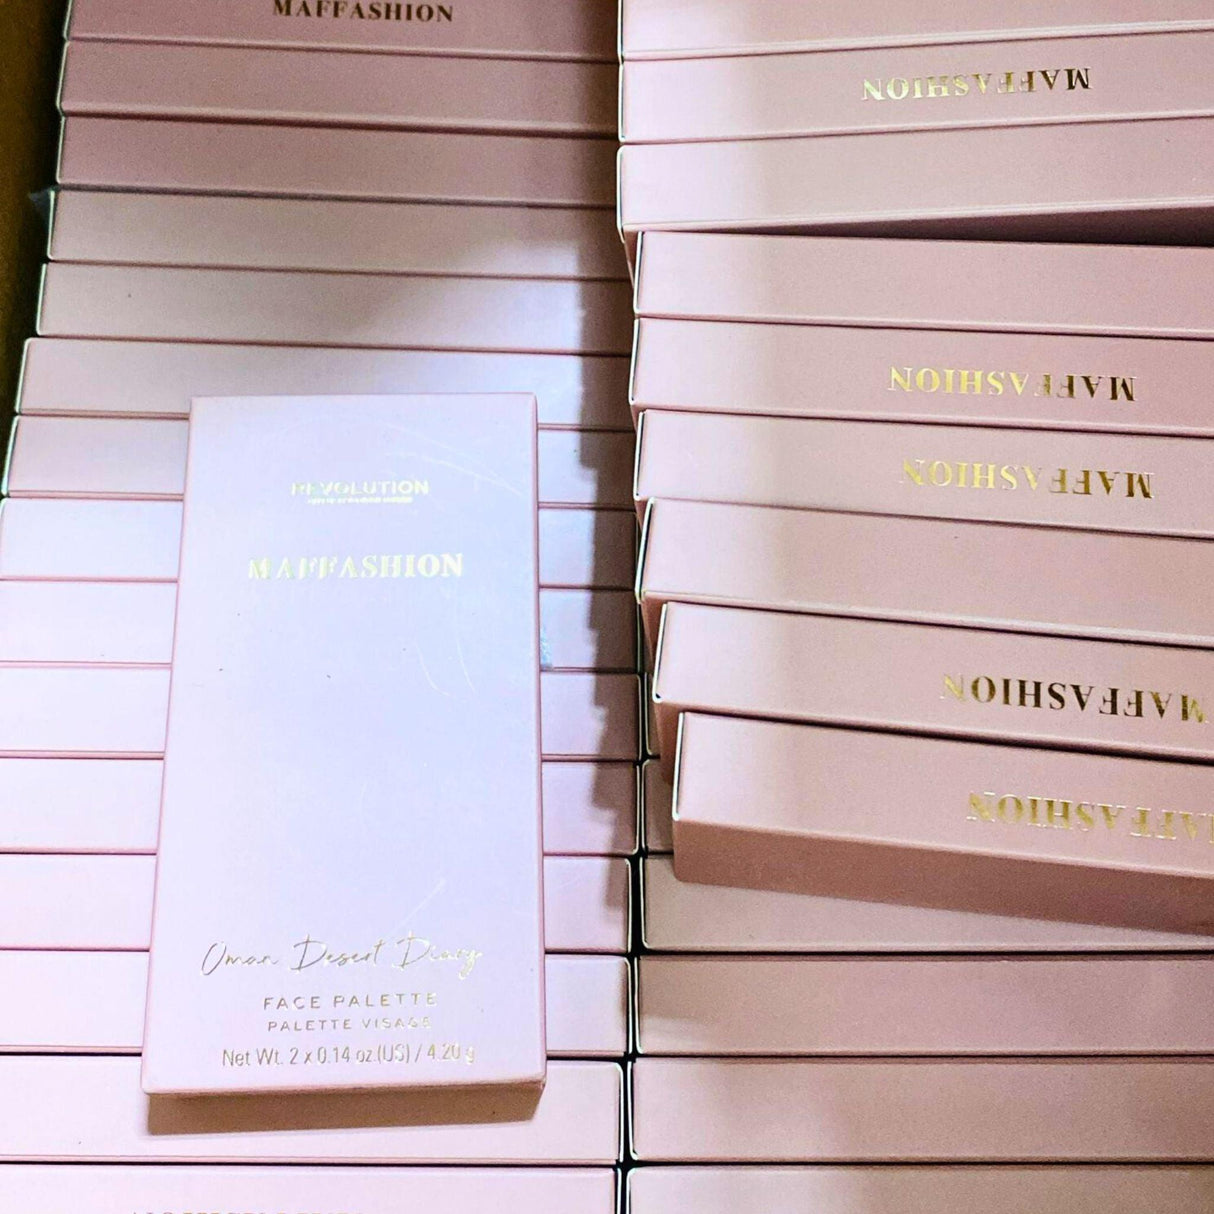 MAFFASHION
MAFFASHION
MAFFASHION
MAFFASHION
MAFFASHION
MAFFASHION
REVOLUTION
MAFFASHION
Oman Desert Diary
FACE PALETTE
PALETTE VISAGE
Net Wt. 2 x 0.14 oz.(US) / 4.20 g